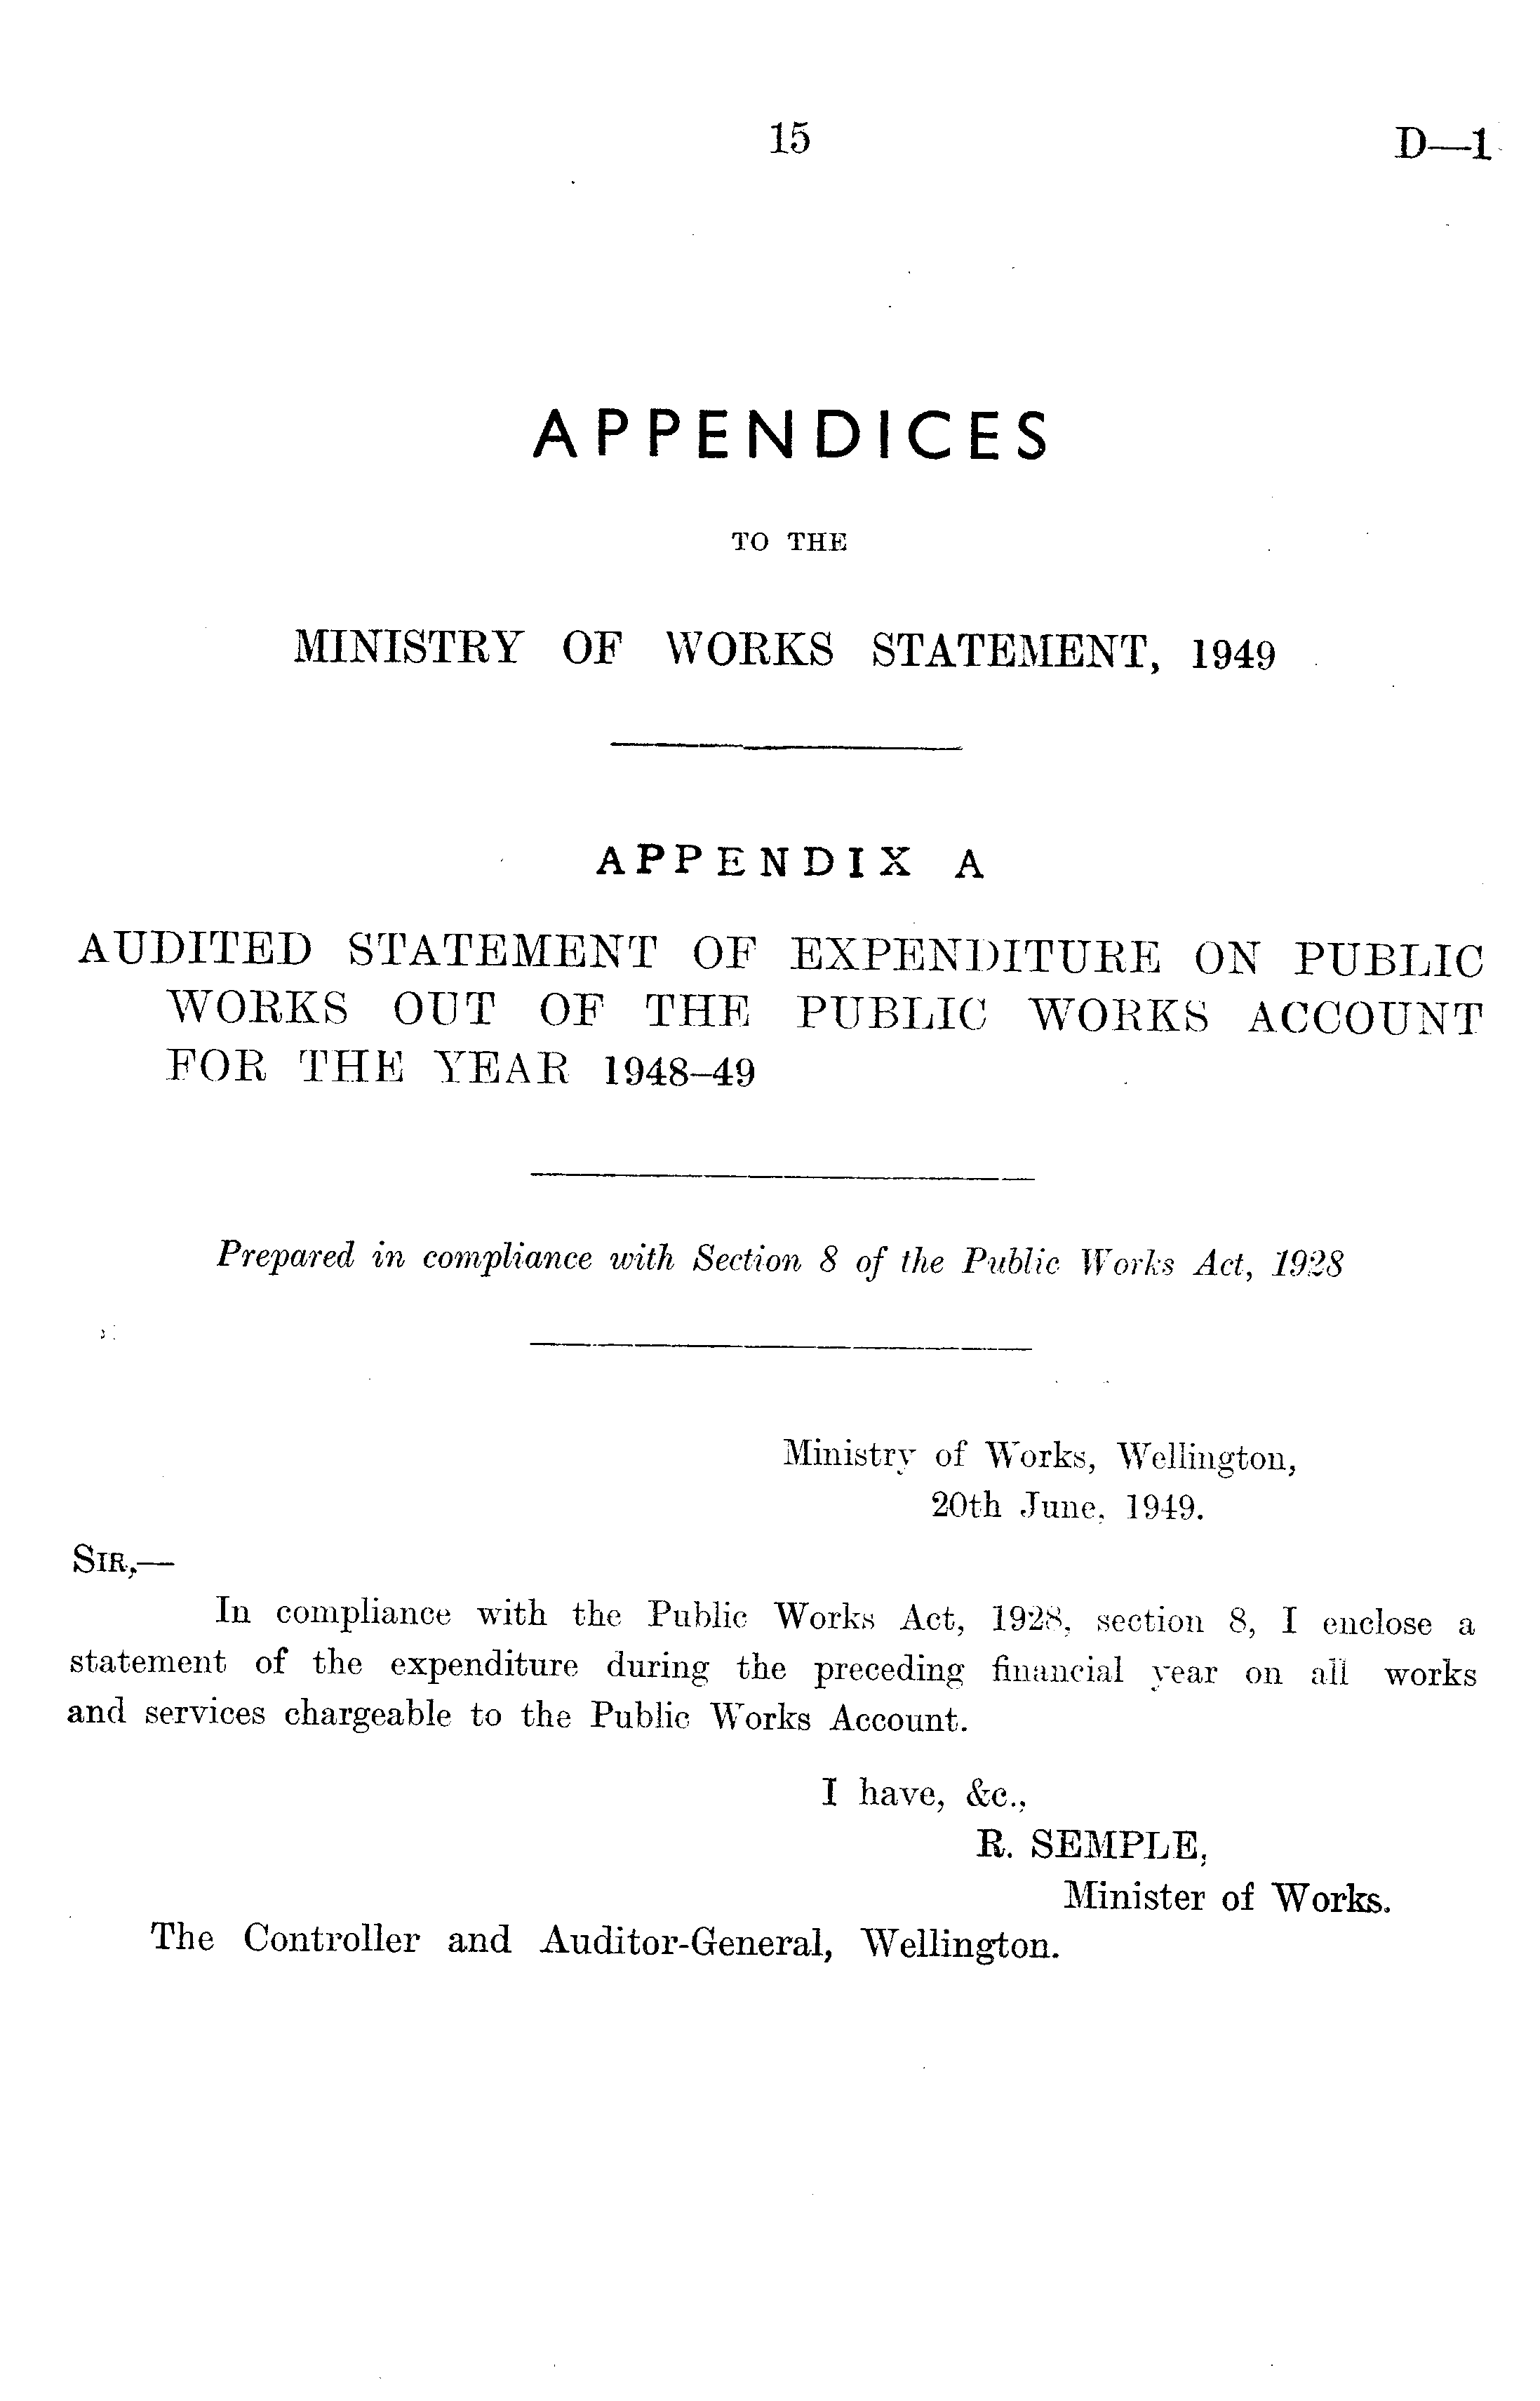 15
D—1
APPENDICES
TO THE
MINISTRY OF WORKS STATEMENT, 1949
APPENDIX A
AUDITED STATEMENT OF EXPENDITURE ON PUBLIC
WORKS OUT OF THE PUBLIC WORKS ACCOUNT
FOR THE YEAR 1948–49
Prepared in compliance with Section 8 of the Public Works Act, 1928
Ministry of Works, Wellington,
20th June, 1949.
SIR,—
In compliance with the Public Works Act, 1928, section 8, I enclose a
statement of the expenditure during the preceding financial year on all works
and services chargeable to the Public Works Account.
I have, &c.,
R. SEMPLE,
Minister of Works.
The Controller and Auditor-General, Wellington.